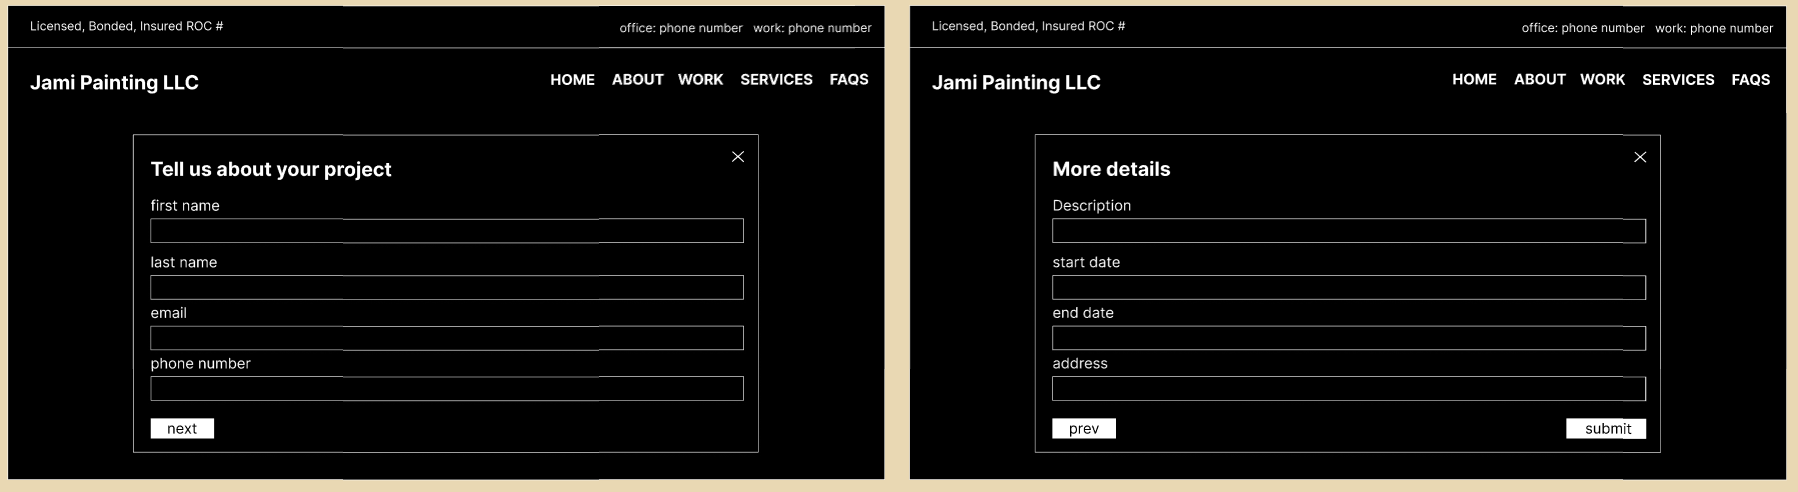 Licensed, Bonded, Insured ROC #
office: phone number work: phone number
Jami Painting LLC
HOME ABOUT WORK SERVICES FAQS
Tell us about your project
first name
last name
email
phone number
next
Licensed, Bonded, Insured ROC #
office: phone number work: phone number
Jami Painting LLC
HOME ABOUT WORK SERVICES FAQS
More details
Description
start date
end date
address
prev submit